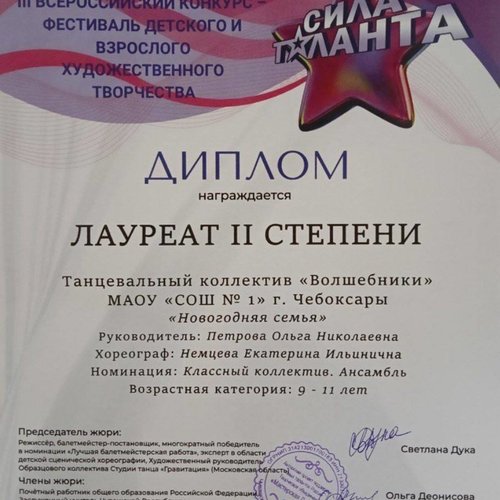 III ВСЕРОССИЙСКИЙ КОНКУРС –
ФЕСТИВАЛЬ ДЕТСКОГО И
ВЗРОСЛОГО
ХУДОЖЕСТВЕННОГО
ТВОРЧЕСТВА
СИЛА
ТАЛАНТА
ДИПЛОМ
награждается
ЛАУРЕАТ II СТЕПЕНИ
Танцевальный коллектив «Волшебники»
МАОУ «СОШ № 1» г. Чебоксары
«Новогодняя семья»
Руководитель: Петрова Ольга Николаевна
Хореограф: Немцева Екатерина Ильинична
Номинация: Классный коллектив. Ансамбль
Возрастная категория: 9 - 11 лет
Председатель жюри:
Режиссёр, балетмейстер-постановщик, многократный победитель
в номинации «Лучшая балетмейстерская работа», эксперт в области
детской сценической хореографии, Художественный руководитель
Образцового коллектива Студии танца «Гравитация» (Московская область)
Светлана Дука
Члены жюри:
Почётный работник общего образования Российской Федерации,
Ольга Деонисова